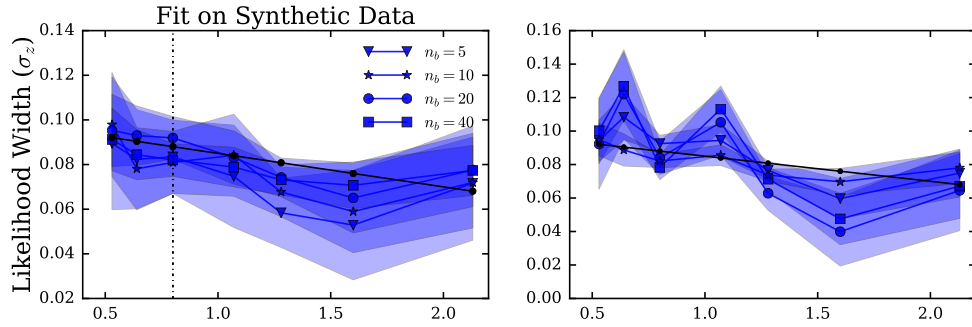 Fit on Synthetic Data
Likelihood Width (σ_z)
0.14
0.12
0.10
0.08
0.06
0.04
0.02
0.5 1.0 1.5 2.0
n_b = 5
n_b = 10
n_b = 20
n_b = 40
0.16
0.14
0.12
0.10
0.08
0.06
0.04
0.02
0.00
0.5 1.0 1.5 2.0